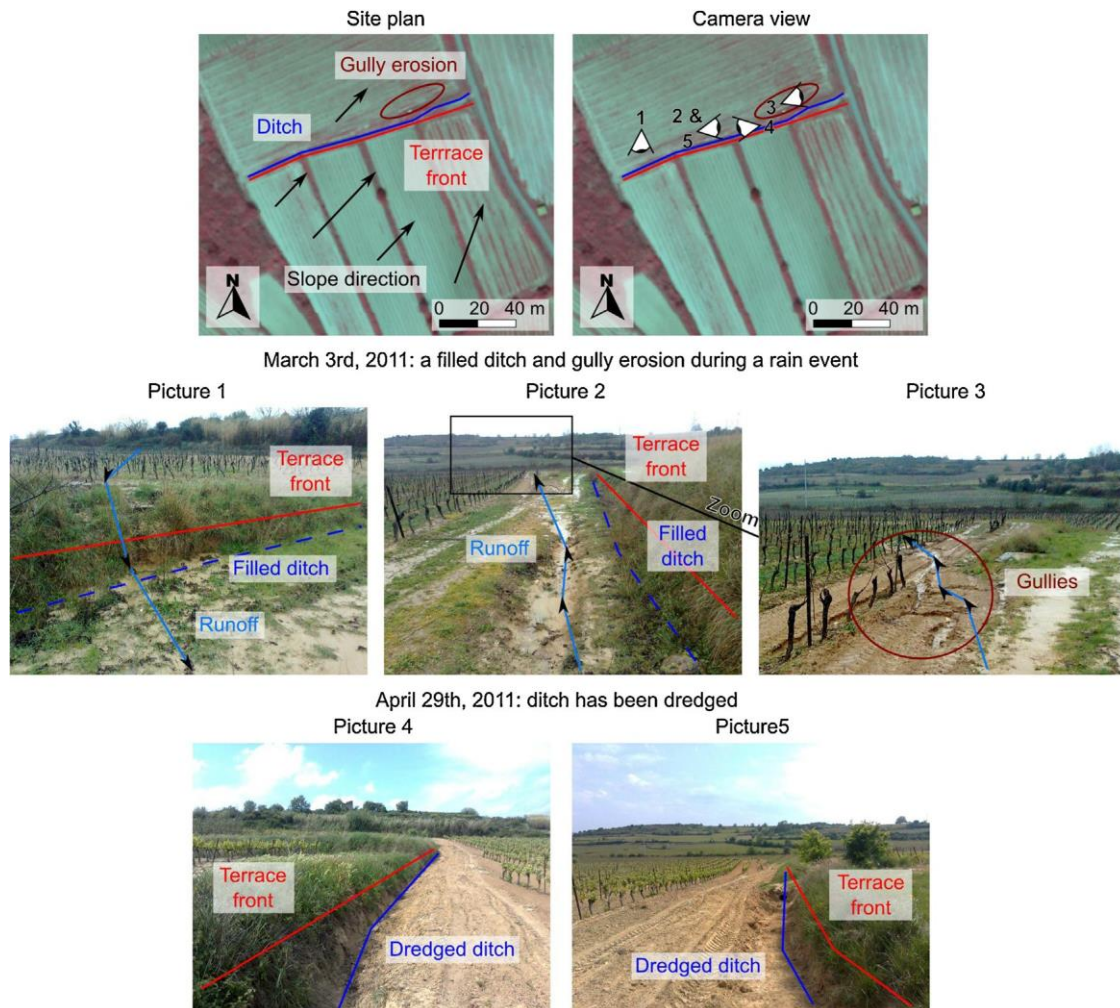 Site plan
Camera view
Gully erosion
Ditch
Terrrace
front
Slope direction
N
0 20 40 m
1
2 &
5
3
4
N
0 20 40 m
March 3rd, 2011: a filled ditch and gully erosion during a rain event
Picture 1
Picture 2
Picture 3
Terrace
front
Filled ditch
Runoff
Terrace
front
Zoom
Filled
ditch
Runoff
Gullies
April 29th, 2011: ditch has been dredged
Picture 4
Picture5
Terrace
front
Dredged ditch
Terrace
front
Dredged ditch